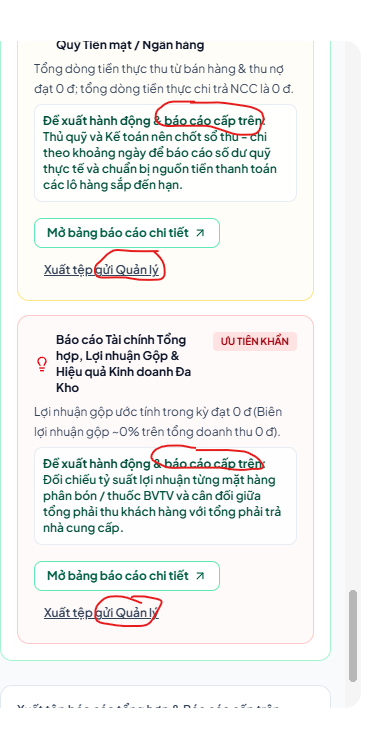 Quỹ Tiền mặt / Ngân hàng
Tổng dòng tiền thực thu từ bán hàng & thu nợ
đạt 0 đ; tổng dòng tiền thực chi trả NCC là 0 đ.
Đề xuất hành động & báo cáo cấp trên:
Thủ quỹ và Kế toán nên chốt sổ thu - chi
theo khoảng ngày để báo cáo số dư quỹ
thực tế và chuẩn bị nguồn tiền thanh toán
các lô hàng sắp đến hạn.
Mở bảng báo cáo chi tiết ↗
Xuất tệp gửi Quản lý
Báo cáo Tài chính Tổng
hợp, Lợi nhuận Gộp &
Hiệu quả Kinh doanh Đa
Kho
ƯU TIÊN KHẨN
Lợi nhuận gộp ước tính trong kỳ đạt 0 đ (Biên
lợi nhuận gộp ~0% trên tổng doanh thu 0 đ).
Đề xuất hành động & báo cáo cấp trên:
Đối chiếu tỷ suất lợi nhuận từng mặt hàng
phân bón / thuốc BVTV và cân đối giữa
tổng phải thu khách hàng với tổng phải trả
nhà cung cấp.
Mở bảng báo cáo chi tiết ↗
Xuất tệp gửi Quản lý